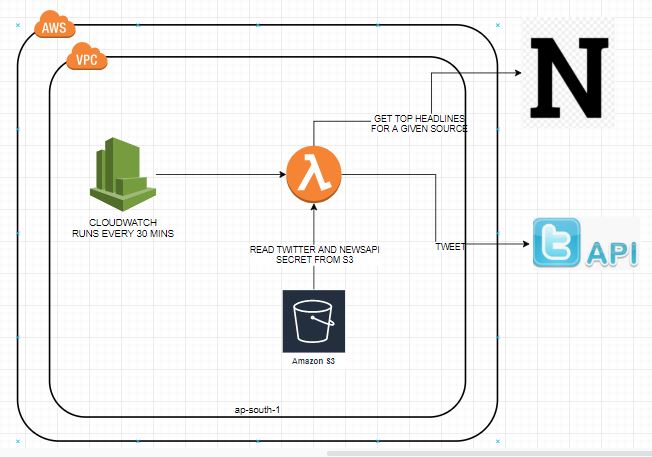 AWS
VPC
N
GET TOP HEADLINES
FOR A GIVEN SOURCE
λ
CLOUDWATCH
RUNS EVERY 30 MINS
READ TWITTER AND NEWSAPI
SECRET FROM S3
TWEET
t
API
Amazon S3
ap-south-1